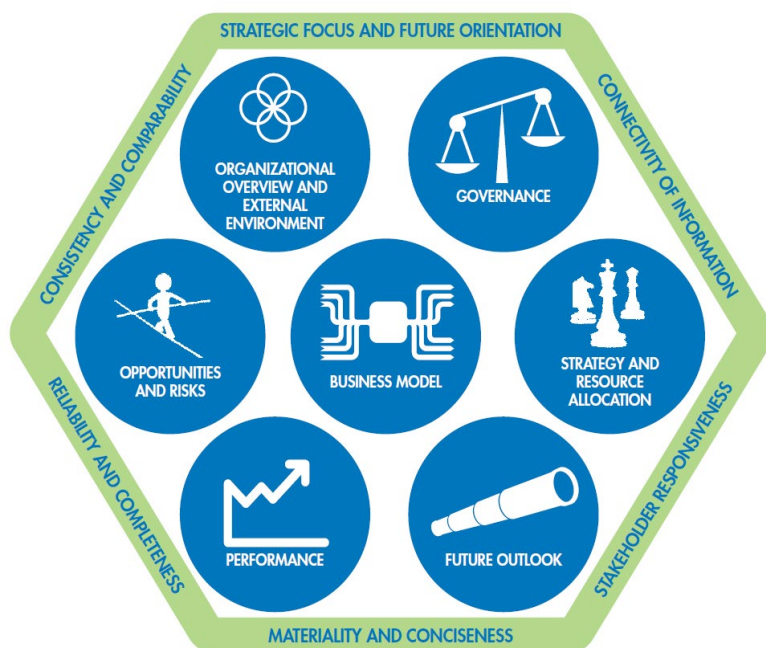 STRATEGIC FOCUS AND FUTURE ORIENTATION
CONSISTENCY AND COMPARABILITY
CONNECTIVITY OF INFORMATION
ORGANIZATIONAL
OVERVIEW AND
EXTERNAL
ENVIRONMENT
GOVERNANCE
OPPORTUNITIES
AND RISKS
BUSINESS MODEL
STRATEGY AND
RESOURCE
ALLOCATION
PERFORMANCE
FUTURE OUTLOOK
RELIABILITY AND COMPLETENESS
STAKEHOLDER RESPONSIVENESS
MATERIALITY AND CONCISENESS